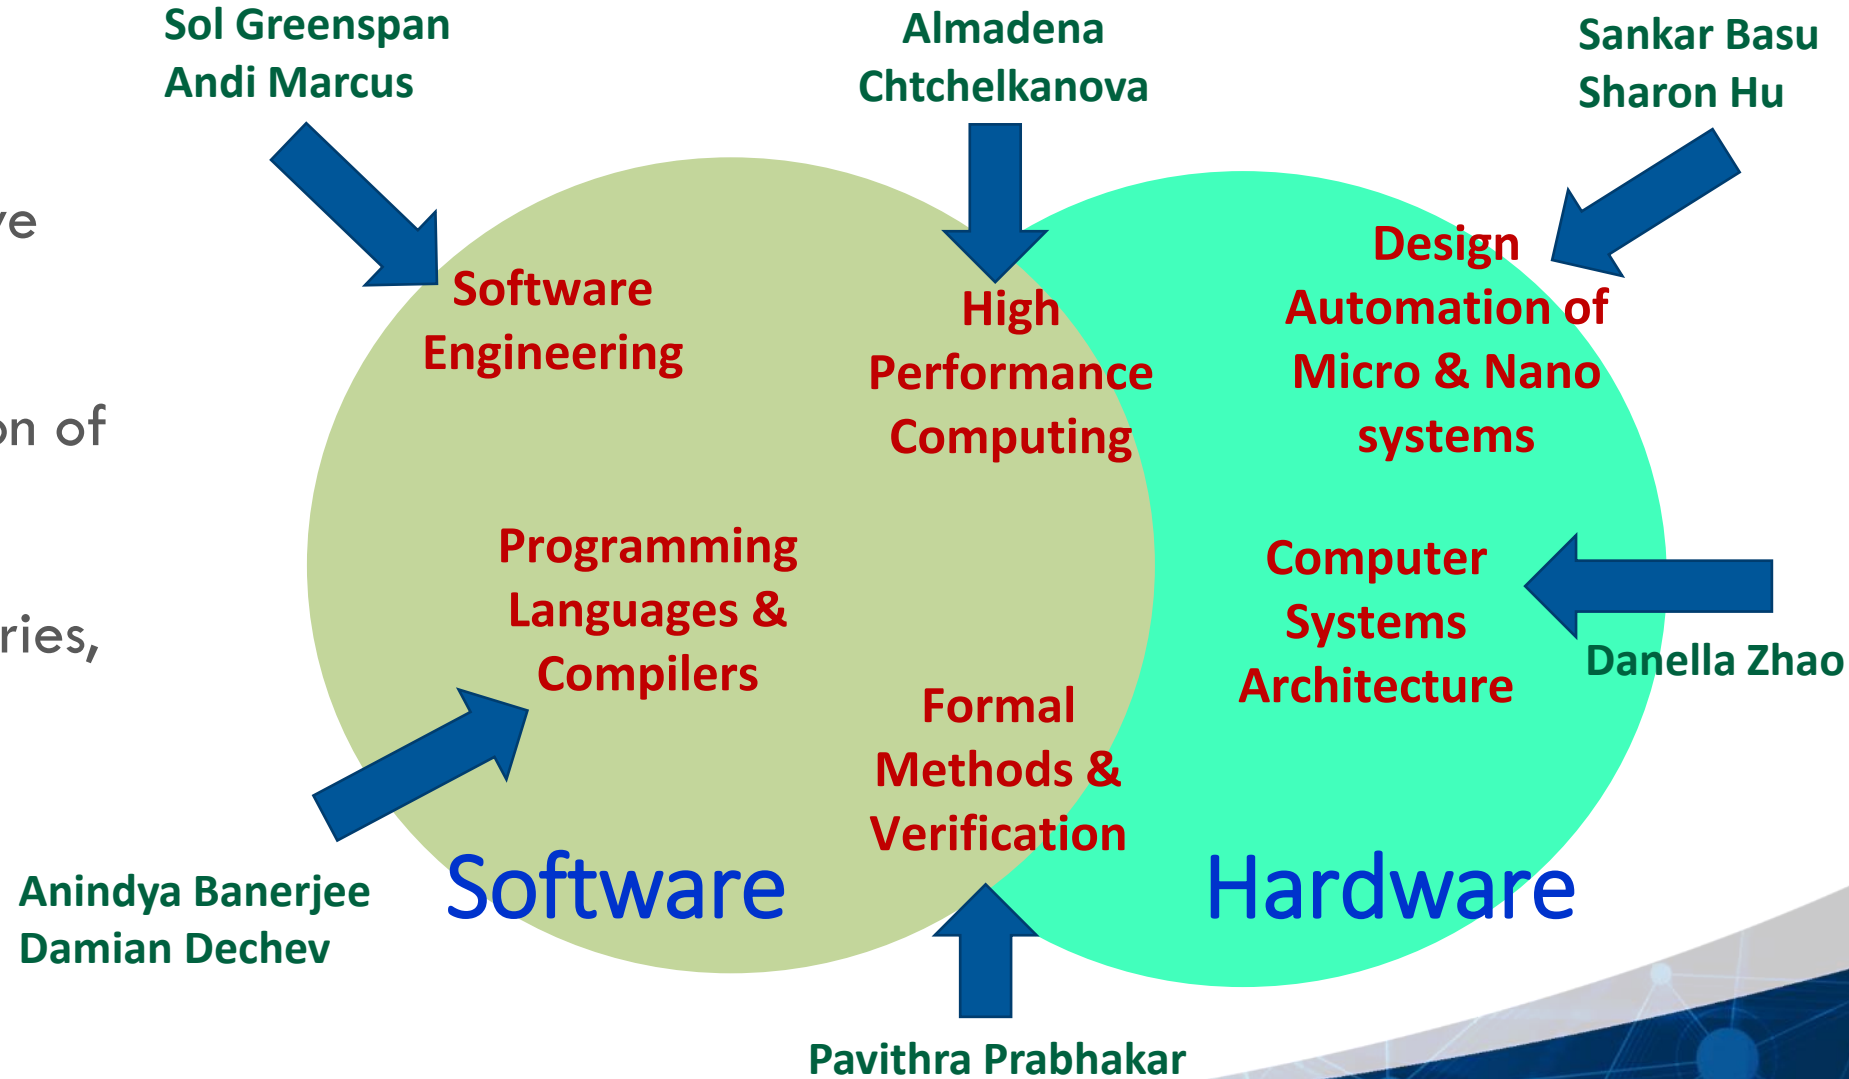 Sol Greenspan
Andi Marcus
Almadena
Chtchelkanova
Sankar Basu
Sharon Hu
ve
on of
ries,
Software
Engineering
High
Performance
Computing
Design
Automation of
Micro & Nano
systems
Programming
Languages &
Compilers
Computer
Systems
Architecture
Danella Zhao
Formal
Methods &
Verification
Software
Hardware
Anindya Banerjee
Damian Dechev
Pavithra Prabhakar